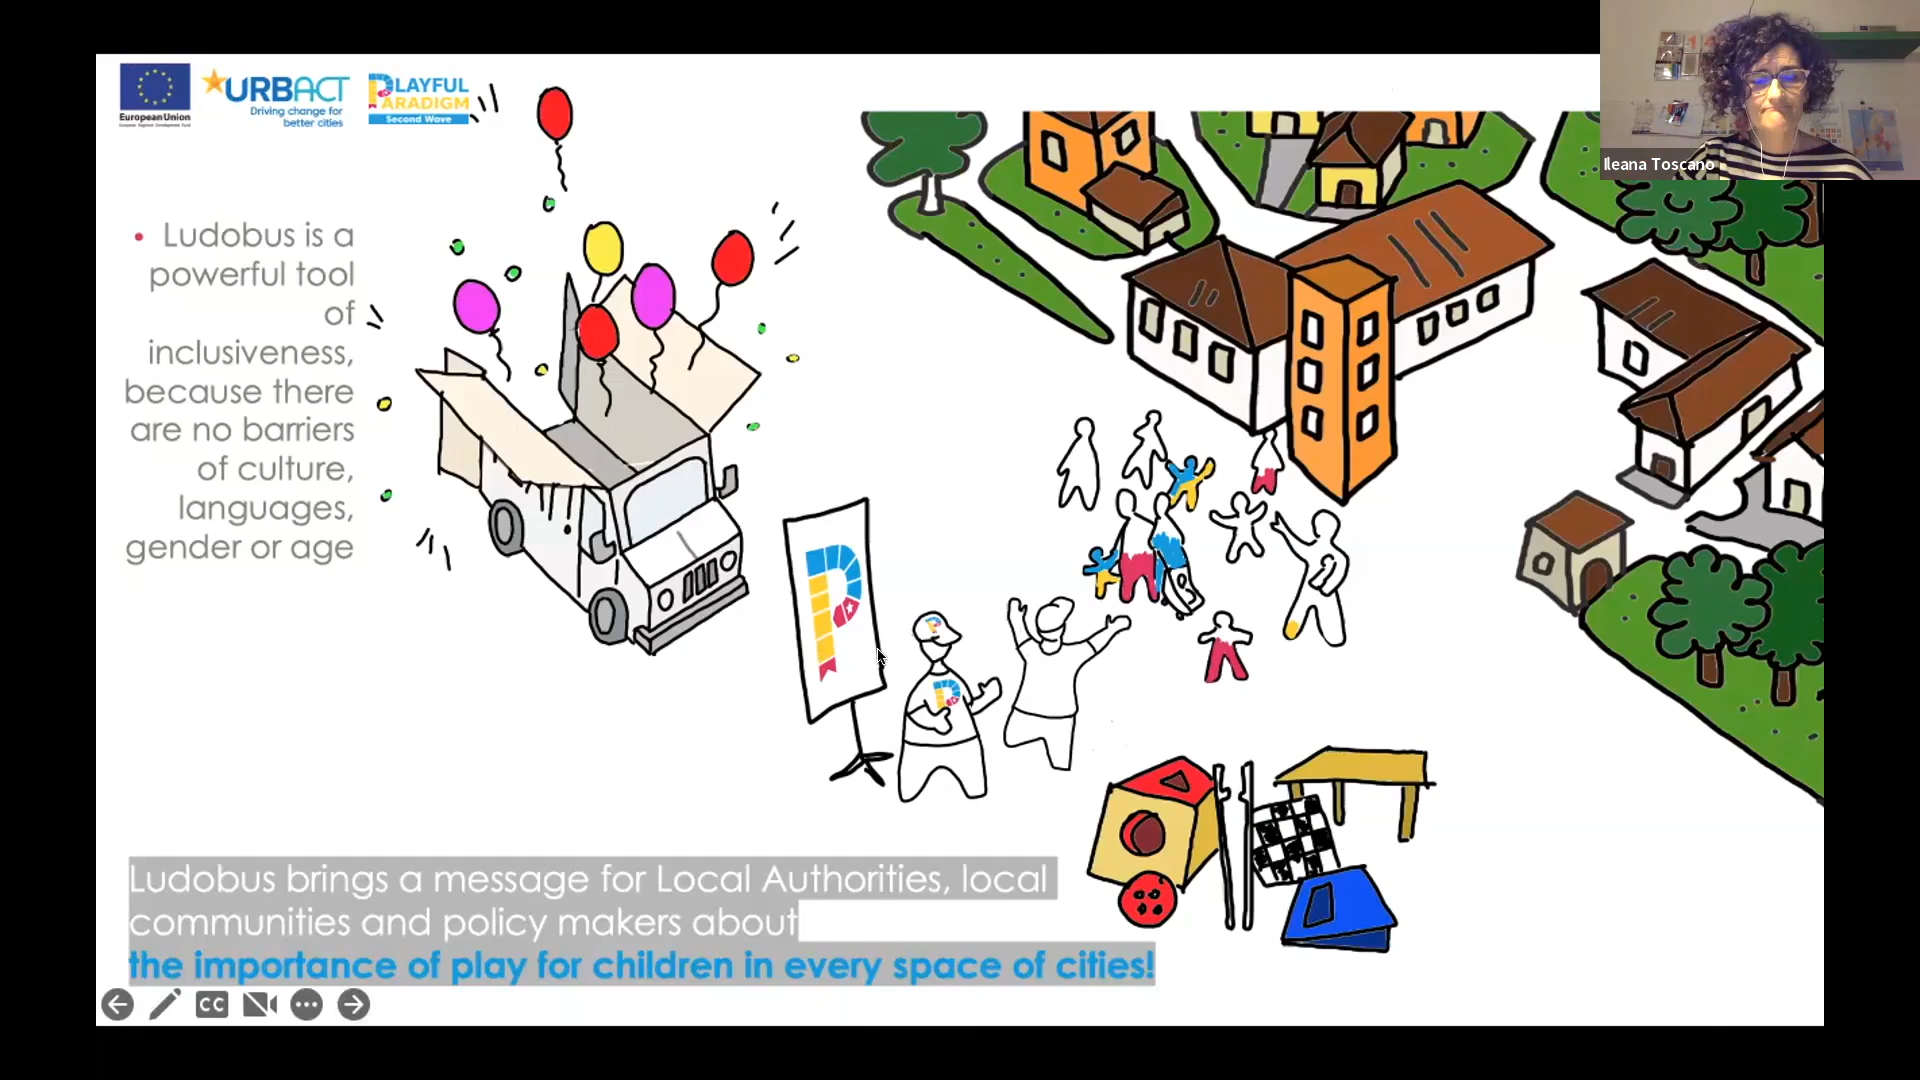 European Union
URBACT
Driving change for
better cities
PLAYFUL
PARADIGM
Second Wave
Ileana Toscano
• Ludobus is a
powerful tool
of
inclusiveness,
because there
are no barriers
of culture,
languages,
gender or age
Ludobus brings a message for Local Authorities, local
communities and policy makers about
the importance of play for children in every space of cities!
CC